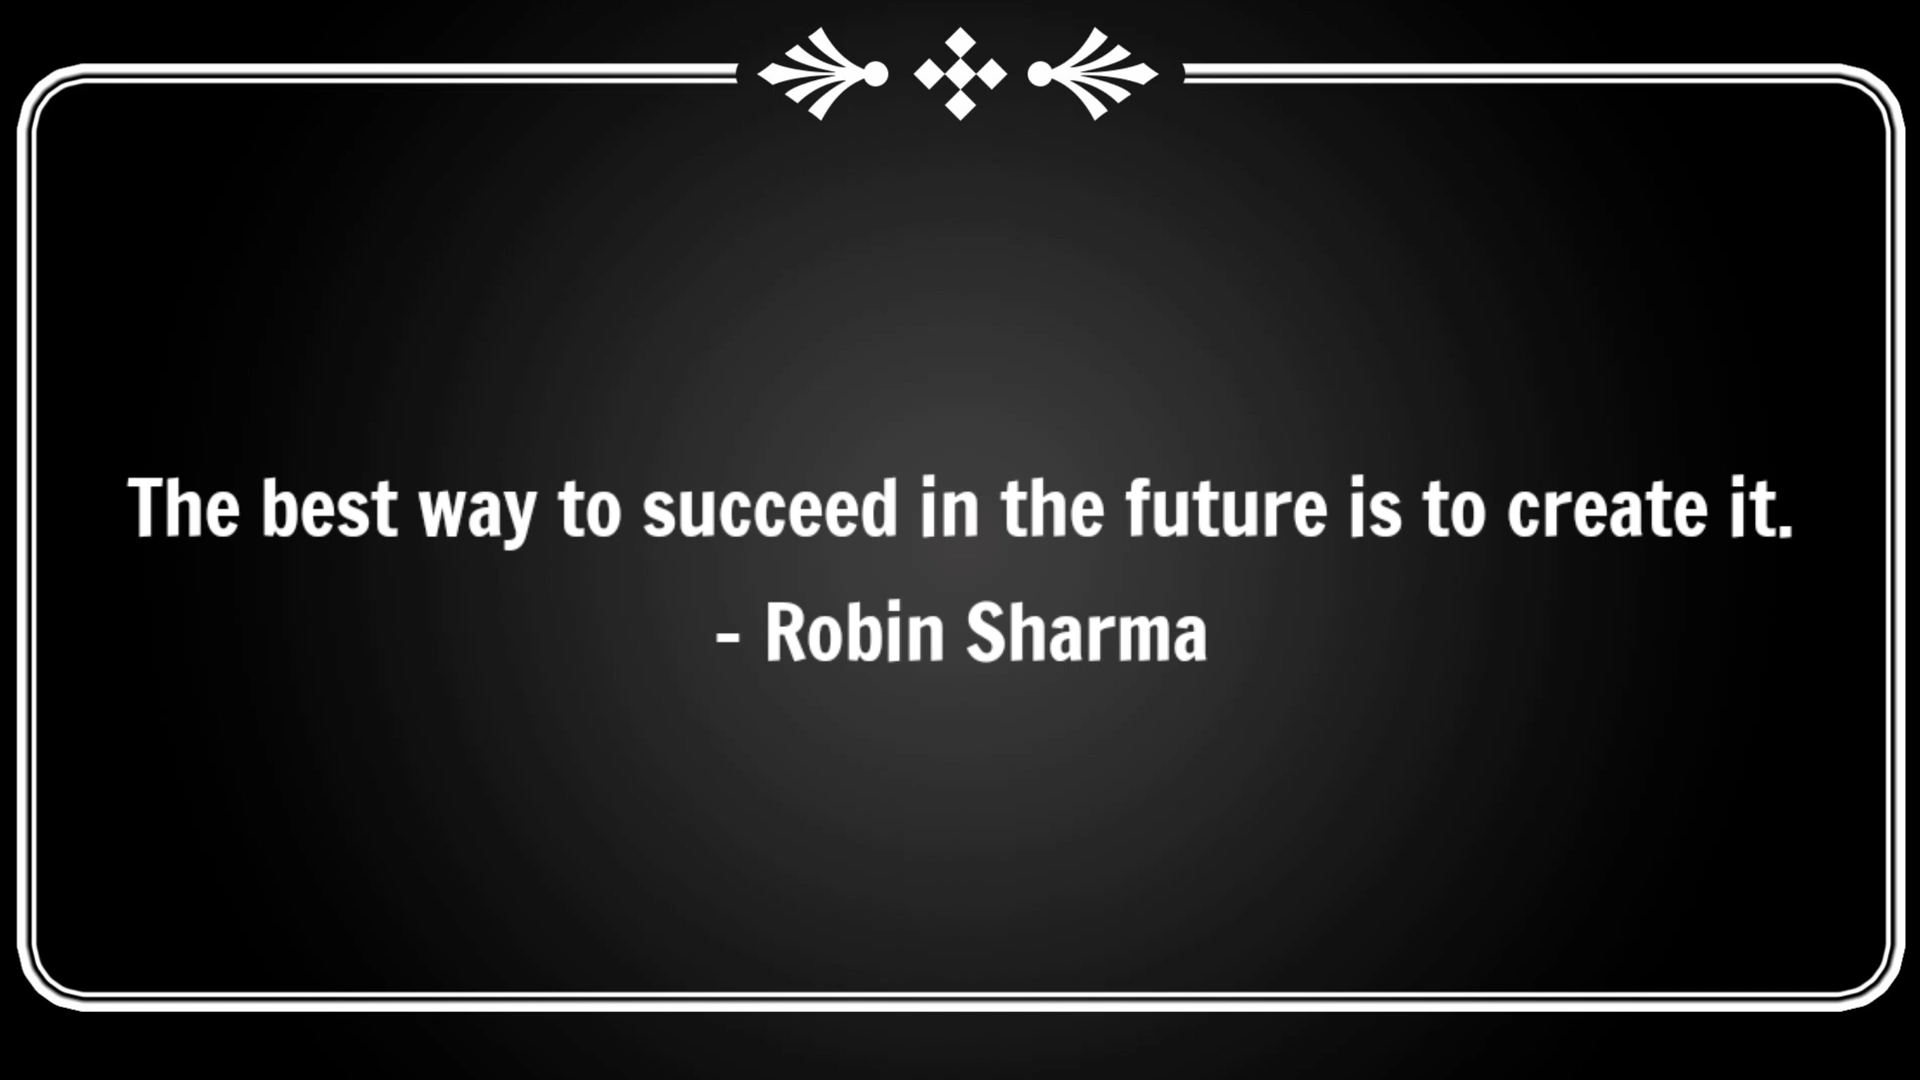 The best way to succeed in the future is to create it.
- Robin Sharma